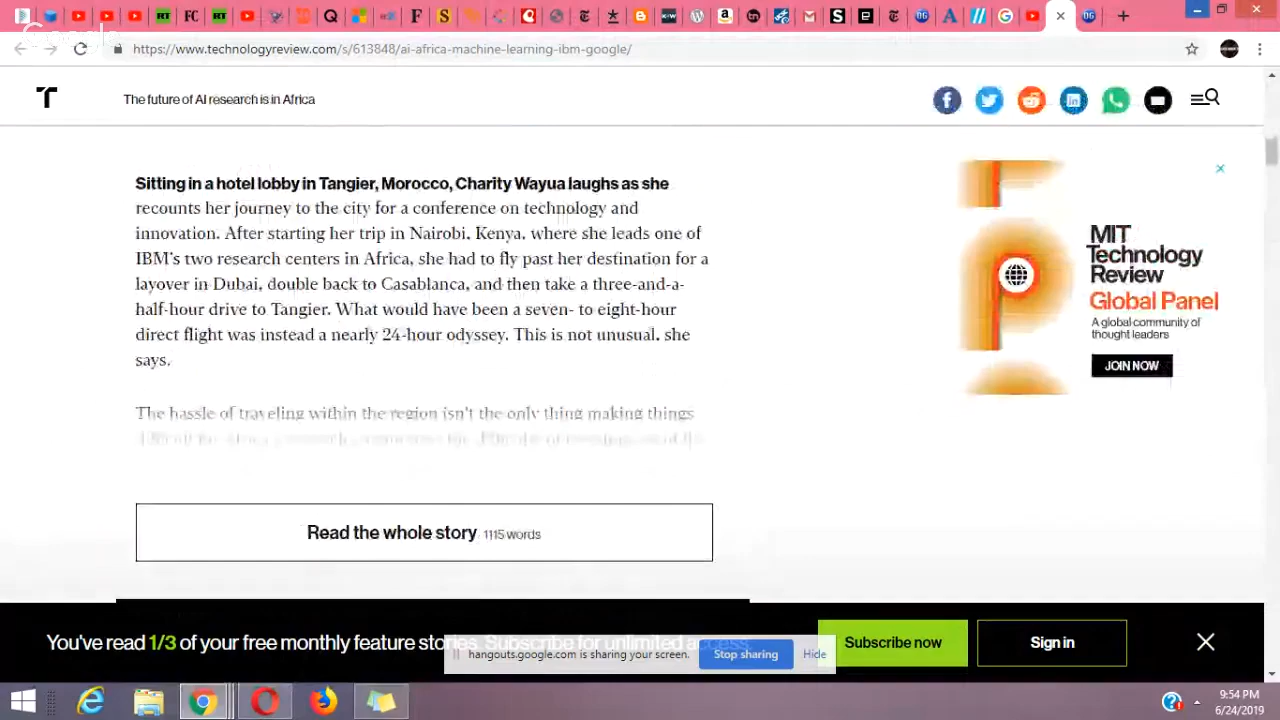 Google
RT FC RT
https://www.technologyreview.com/s/613848/ai-africa-machine-learning-ibm-google/
The future of AI research is in Africa
Sitting in a hotel lobby in Tangier, Morocco, Charity Wayua laughs as she
recounts her journey to the city for a conference on technology and
innovation. After starting her trip in Nairobi, Kenya, where she leads one of
IBM's two research centers in Africa, she had to fly past her destination for a
layover in Dubai, double back to Casablanca, and then take a three-and-a-
half-hour drive to Tangier. What would have been a seven- to eight-hour
direct flight was instead a nearly 24-hour odyssey. This is not unusual, she
says.
The hassle of traveling within the region isn't the only thing making things
MIT
Technology
Review
Global Panel
A global community of
thought leaders
JOIN NOW
Read the whole story 1115 words
You've read 1/3 of your free monthly feature stories. Subscribe for unlimited access.
Subscribe now
Sign in
hangouts.google.com is sharing your screen.
Stop sharing
Hide
9:54 PM
6/24/2019